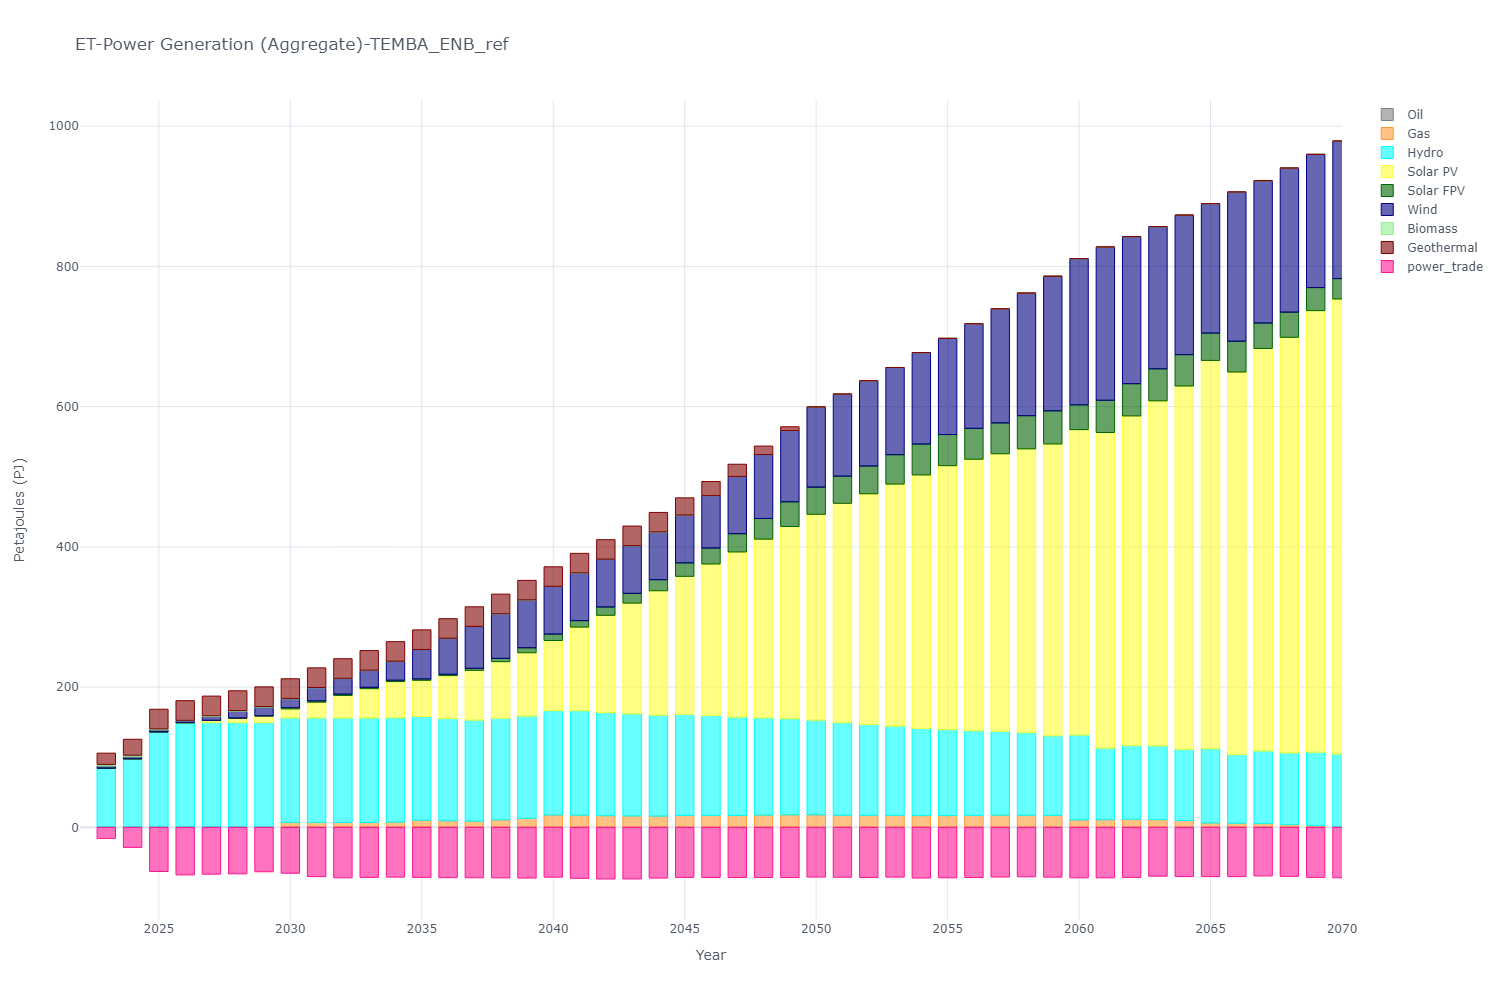 ET-Power Generation (Aggregate)-TEMBA_ENB_ref
1000
800
600
400
200
0
Petajoules (PJ)
2025
2030
2035
2040
2045
2050
2055
2060
2065
2070
Year
Oil
Gas
Hydro
Solar PV
Solar FPV
Wind
Biomass
Geothermal
power_trade